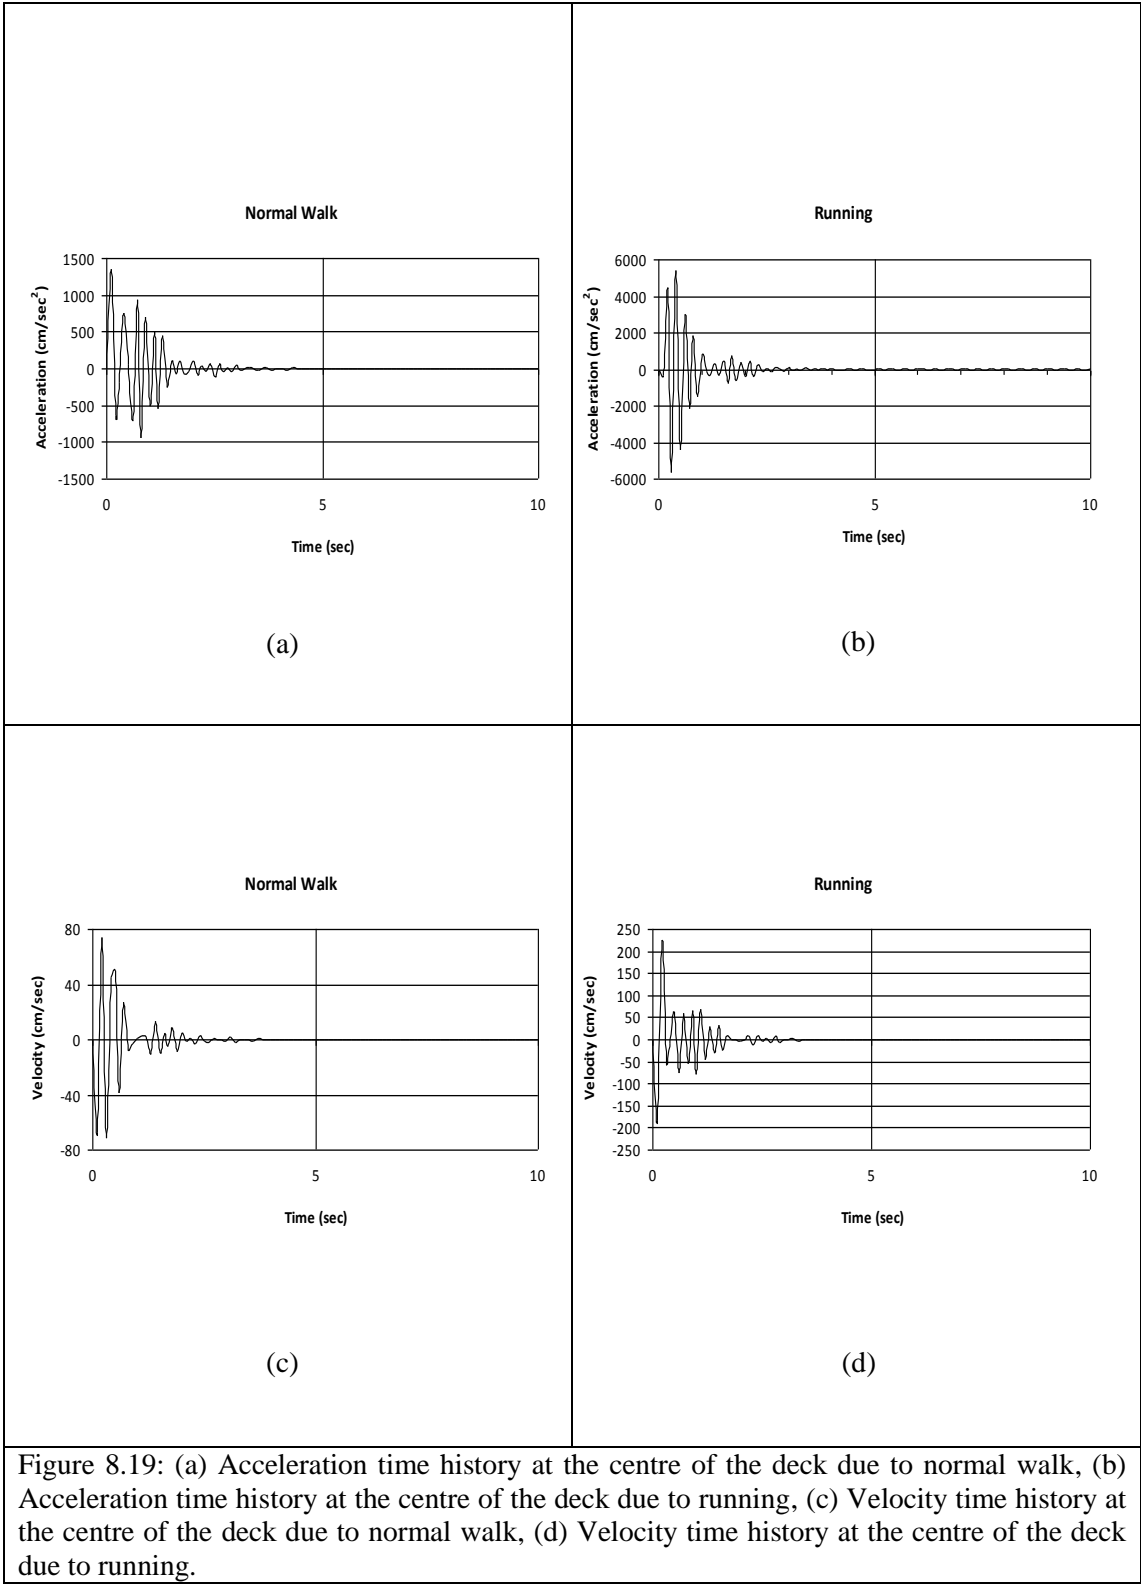 Normal Walk
Acceleration (cm/sec²)
1500
1000
500
0
-500
-1000
-1500
0 5 10
Time (sec)
(a)
Running
Acceleration (cm/sec²)
6000
4000
2000
0
-2000
-4000
-6000
0 5 10
Time (sec)
(b)
Normal Walk
Velocity (cm/sec)
80
40
0
-40
-80
0 5 10
Time (sec)
(c)
Running
Velocity (cm/sec)
250
200
150
100
50
0
-50
-100
-150
-200
-250
0 5 10
Time (sec)
(d)
Figure 8.19: (a) Acceleration time history at the centre of the deck due to normal walk, (b)
Acceleration time history at the centre of the deck due to running, (c) Velocity time history at
the centre of the deck due to normal walk, (d) Velocity time history at the centre of the deck
due to running.